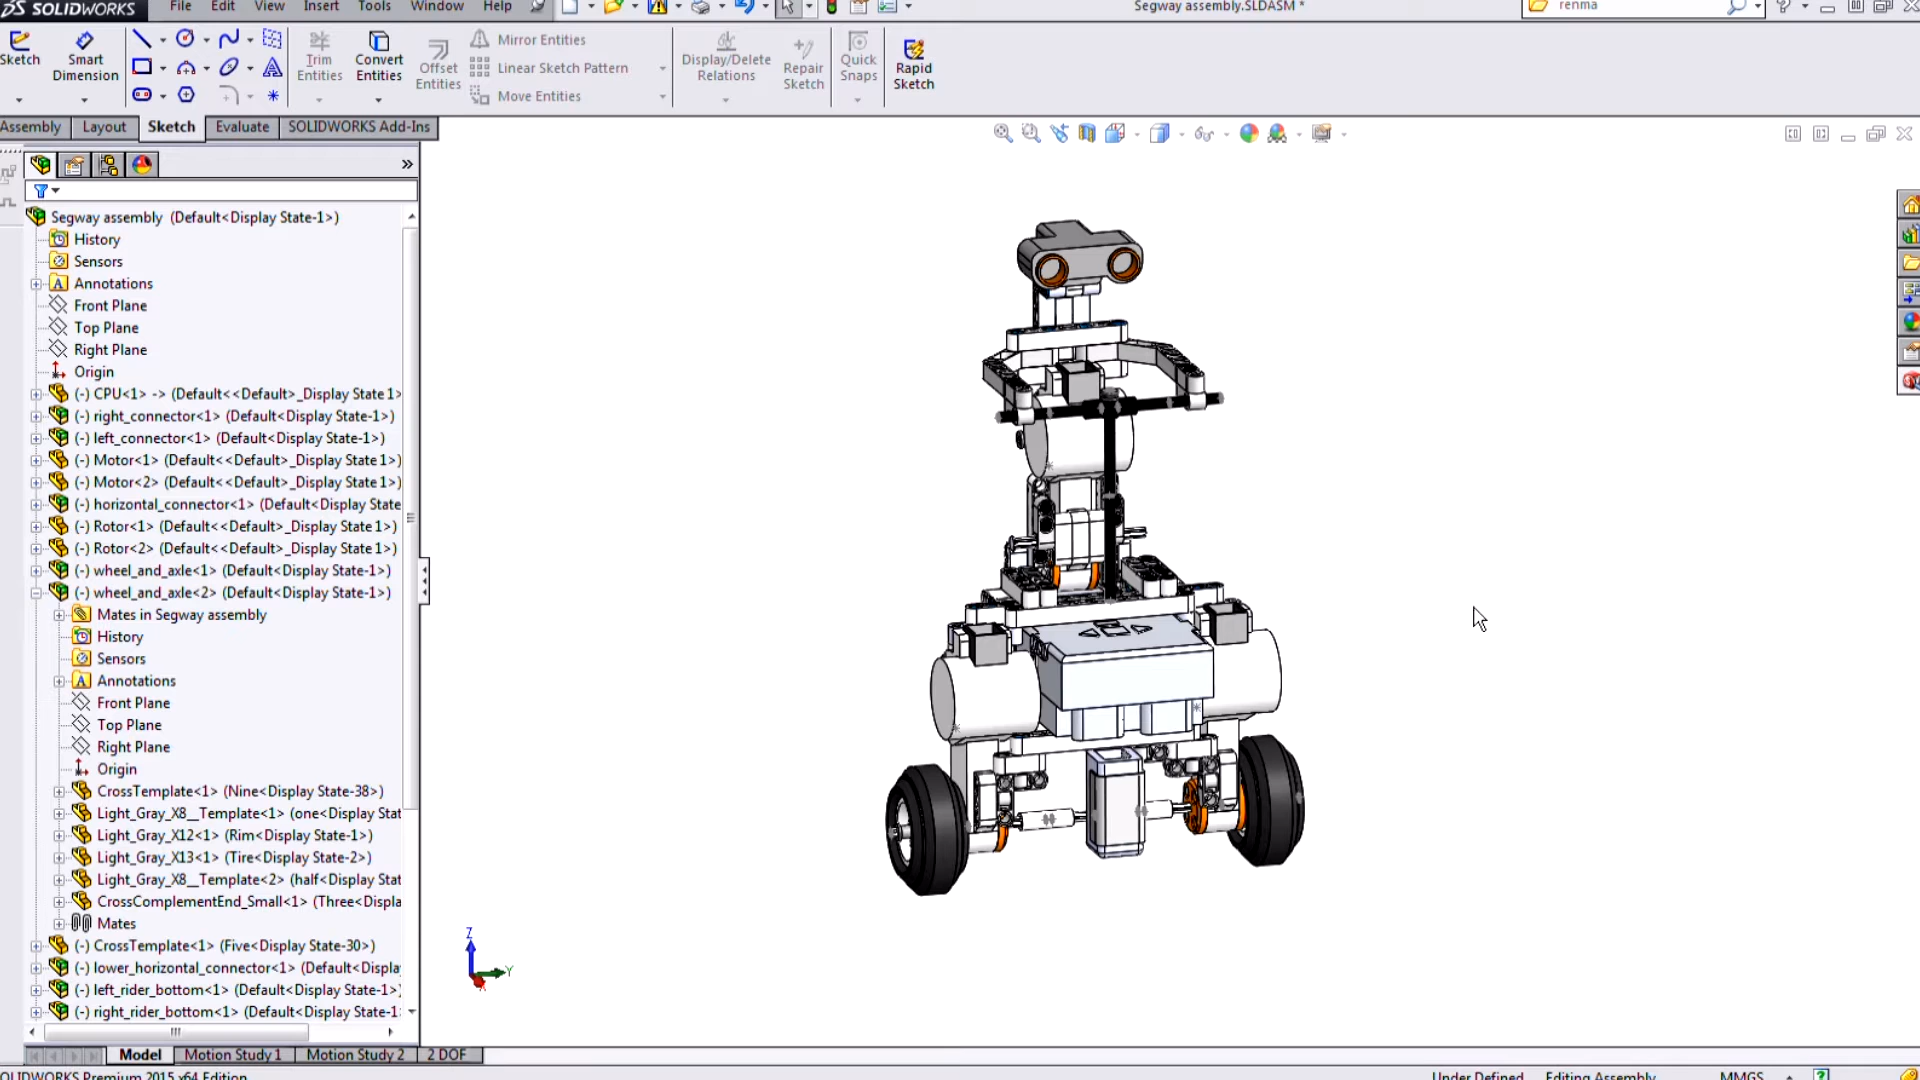 SOLIDWORKS File Edit View Insert Tools Window Help Segway assembly.SLDASM * renma
Sketch Smart Dimension Trim Entities Convert Entities Offset Entities Mirror Entities Display/Delete Relations Repair Sketch Quick Snaps Rapid Sketch
Linear Sketch Pattern
Move Entities
Assembly Layout Sketch Evaluate SOLIDWORKS Add-Ins
Segway assembly (Default<Display State-1>)
History
Sensors
Annotations
Front Plane
Top Plane
Right Plane
Origin
(-) CPU<1> -> (Default<<Default>_Display State 1>
(-) right_connector<1> (Default<Display State-1>)
(-) left_connector<1> (Default<Display State-1>)
(-) Motor<1> (Default<<Default>_Display State 1>)
(-) Motor<2> (Default<<Default>_Display State 1>)
(-) horizontal_connector<1> (Default<Display State
(-) Rotor<1> (Default<<Default>_Display State 1>)
(-) Rotor<2> (Default<<Default>_Display State 1>)
(-) wheel_and_axle<1> (Default<Display State-1>)
(-) wheel_and_axle<2> (Default<Display State-1>)
Mates in Segway assembly
History
Sensors
Annotations
Front Plane
Top Plane
Right Plane
Origin
CrossTemplate<1> (Nine<Display State-38>)
Light_Gray_X8__Template<1> (one<Display Stat
Light_Gray_X12<1> (Rim<Display State-1>)
Light_Gray_X13<1> (Tire<Display State-2>)
Light_Gray_X8__Template<2> (half<Display Stat
CrossComplementEnd_Small<1> (Three<Displa
Mates
(-) CrossTemplate<1> (Five<Display State-30>)
(-) lower_horizontal_connector<1> (Default<Displa
(-) left_rider_bottom<1> (Default<Display State-1>)
(-) right_rider_bottom<1> (Default<Display State-1
Z
Y
X
Model Motion Study 1 Motion Study 2 2 DOF
SOLIDWORKS Premium 2015 x64 Edition Under Defined Editing Assembly MMGS